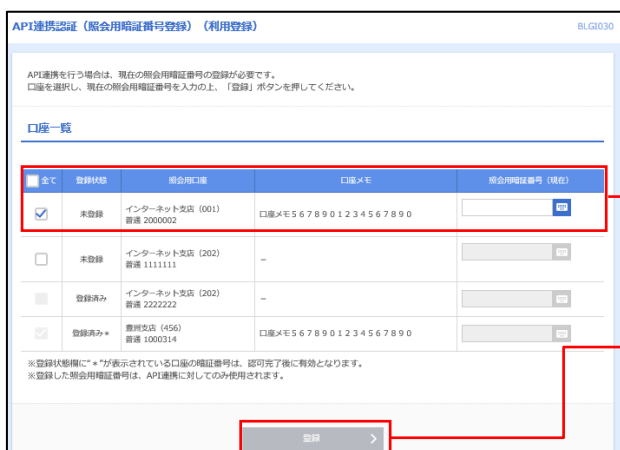 API連携認証（照会用暗証番号登録）（利用登録） BLGI030
API連携を行う場合は、現在の照会用暗証番号の登録が必要です。
口座を選択し、現在の照会用暗証番号を入力の上、「登録」ボタンを押してください。
口座一覧
全て 登録状態 照会用口座 口座メモ 照会用暗証番号（現在）
未登録 インターネット支店（001） 口座メモ５６７８９０１２３４５６７８９０
普通 2000002
未登録 インターネット支店（202） －
普通 1111111
登録済み インターネット支店（202） －
普通 2222222
登録済み＊ 豊洲支店（456） 口座メモ５６７８９０１２３４５６７８９０
普通 1000314
※登録状態欄に“＊”が表示されている口座の暗証番号は、認可完了後に有効となります。
※登録した照会用暗証番号は、API連携に対してのみ使用されます。
登録